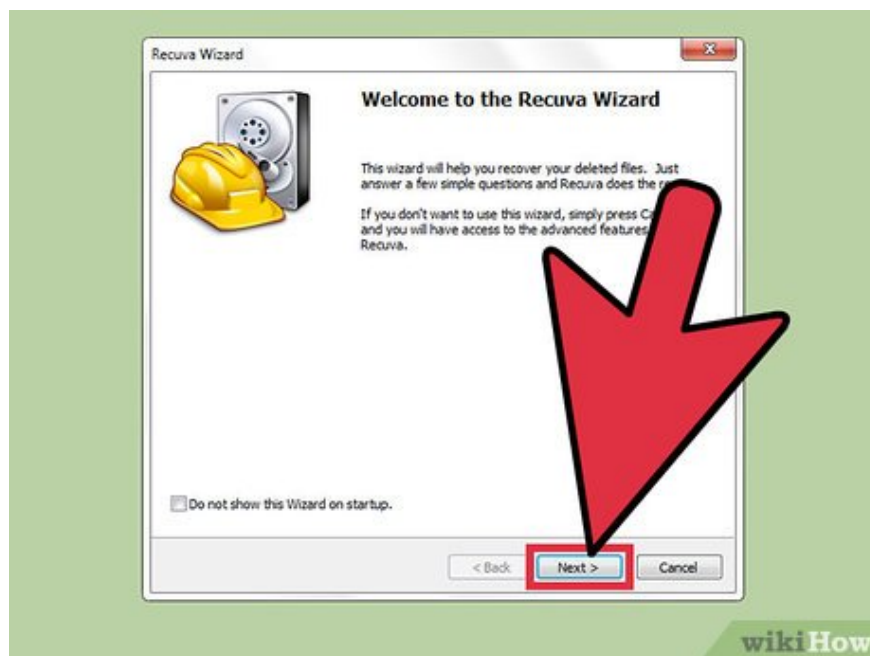 Recuva Wizard
Welcome to the Recuva Wizard
This wizard will help you recover your deleted files. Just
answer a few simple questions and Recuva does the
If you don't want to use this wizard, simply press
and you will have access to the advanced features
Recuva.
Do not show this Wizard on startup.
< Back Next > Cancel
wikiHow